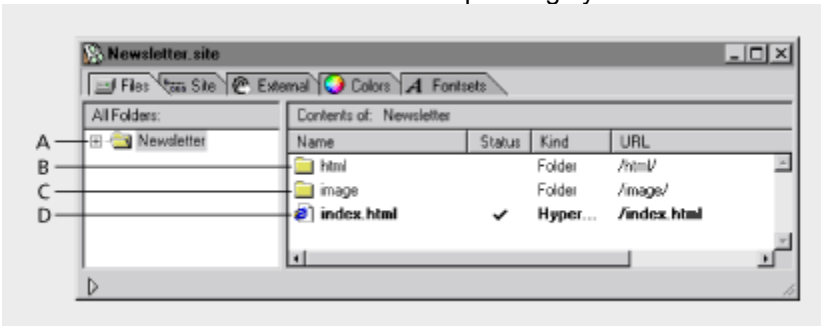 Newsletter.site
Files Site External Colors Fontsets
All Folders: Contents of: Newsletter
Name Status Kind URL
A Newsletter
B html Folder /html/
C image Folder /image/
D index.html Hyper... /index.html